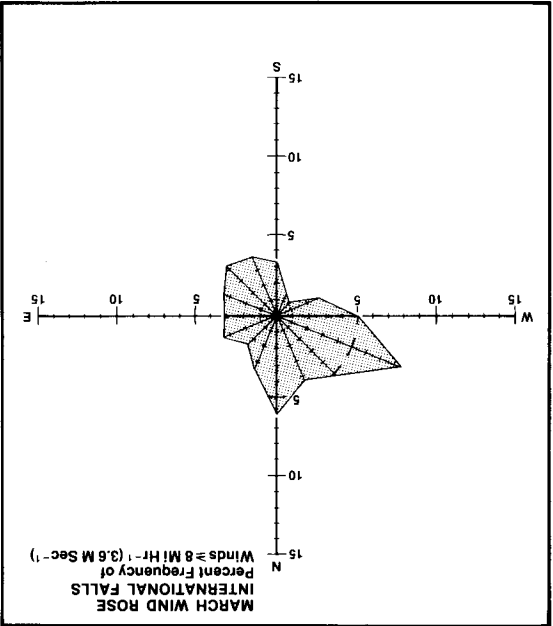 MARCH WIND ROSE
INTERNATIONAL FALLS
Percent Frequency of
Winds ≥ 8 Mi Hr⁻¹ (3.6 M Sec⁻¹)
N
15
10
5
W 15 10 5 5 10 15 E
5
10
15
S